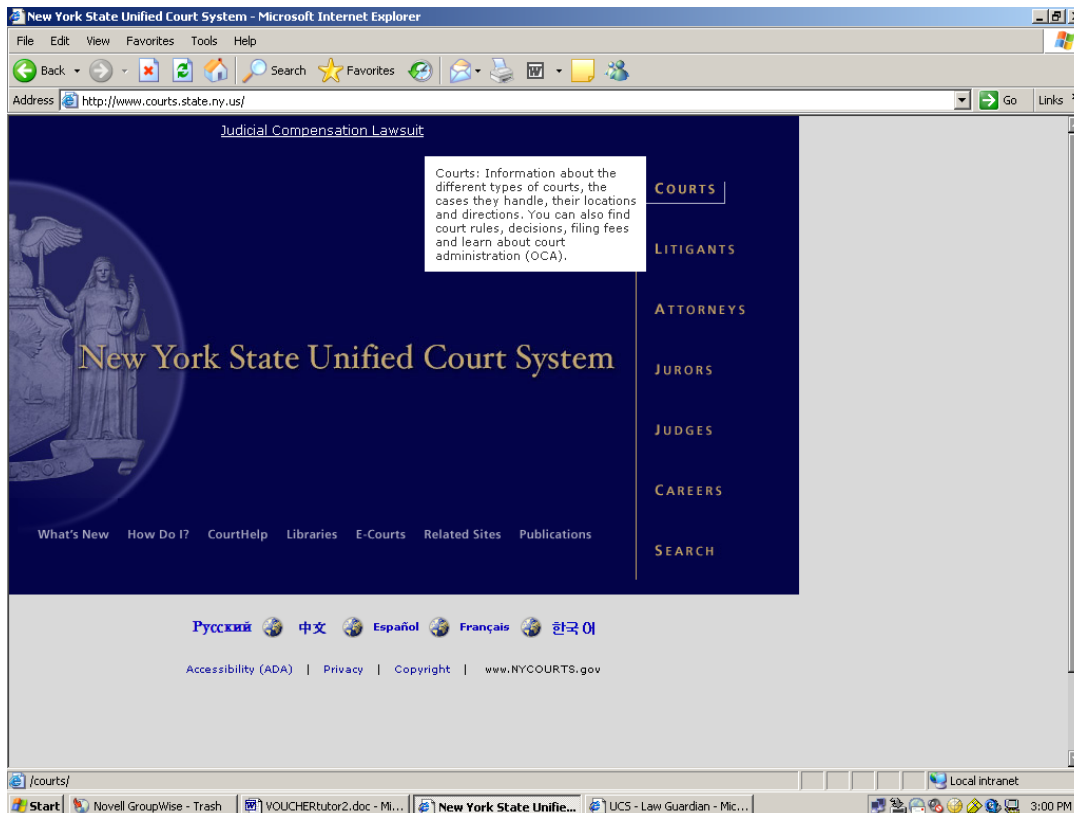 New York State Unified Court System - Microsoft Internet Explorer
File Edit View Favorites Tools Help
Back Search Favorites
Address http://www.courts.state.ny.us/ Go Links
Judicial Compensation Lawsuit
Courts: Information about the
different types of courts, the
cases they handle, their locations
and directions. You can also find
court rules, decisions, filing fees
and learn about court
administration (OCA).
COURTS
LITIGANTS
ATTORNEYS
New York State Unified Court System
JURORS
JUDGES
CAREERS
What's New How Do I? CourtHelp Libraries E-Courts Related Sites Publications
SEARCH
Русский 中文 Español Français 한국어
Accessibility (ADA) | Privacy | Copyright | www.NYCOURTS.gov
/courts/ Local intranet
Start Novell GroupWise - Trash VOUCHERtutor2.doc - Mi... New York State Unifie... UCS - Law Guardian - Mic... 3:00 PM